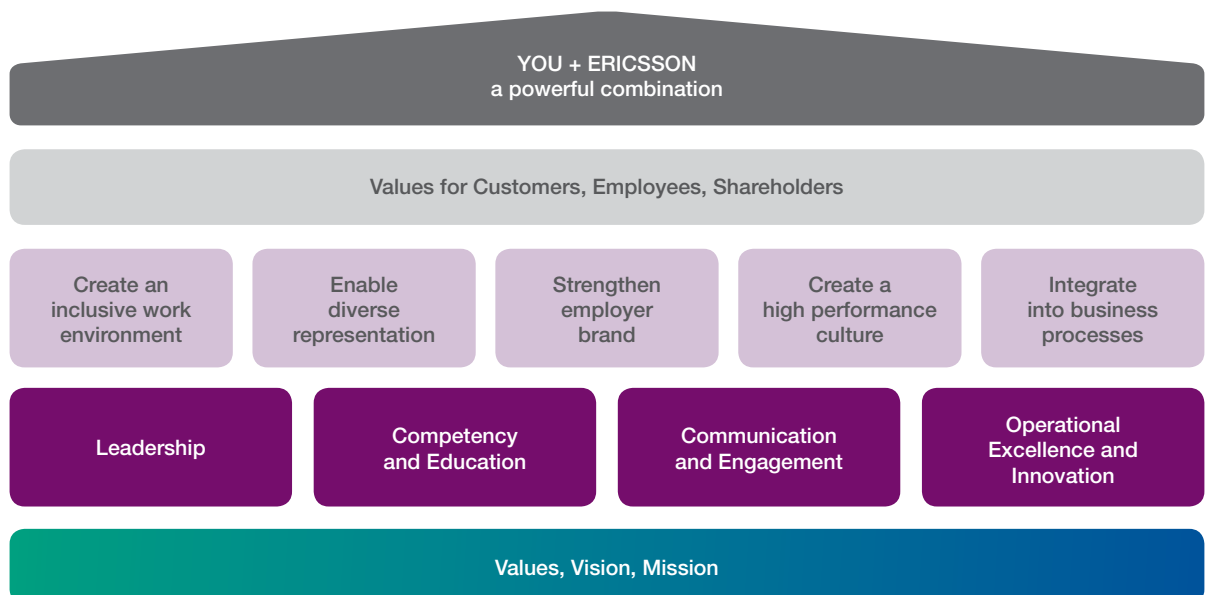 YOU + ERICSSON
a powerful combination
Values for Customers, Employees, Shareholders
Create an
inclusive work
environment
Enable
diverse
representation
Strengthen
employer
brand
Create a
high performance
culture
Integrate
into business
processes
Leadership
Competency
and Education
Communication
and Engagement
Operational
Excellence and
Innovation
Values, Vision, Mission